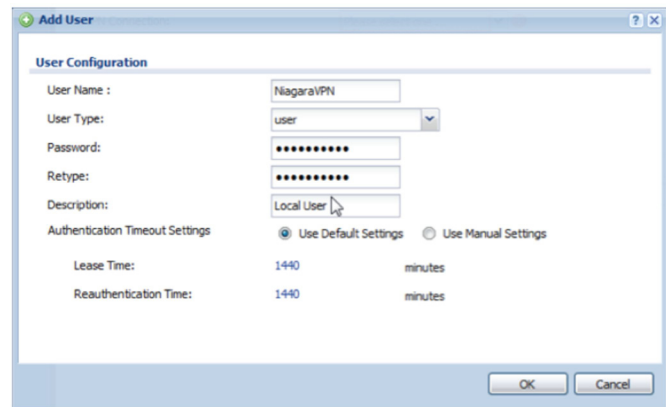 Add User
User Configuration
User Name :
NiagaraVPN
User Type:
user
Password:
••••••••••
Retype:
••••••••••
Description:
Local User
Authentication Timeout Settings
Use Default Settings
Use Manual Settings
Lease Time:
1440
minutes
Reauthentication Time:
1440
minutes
OK
Cancel